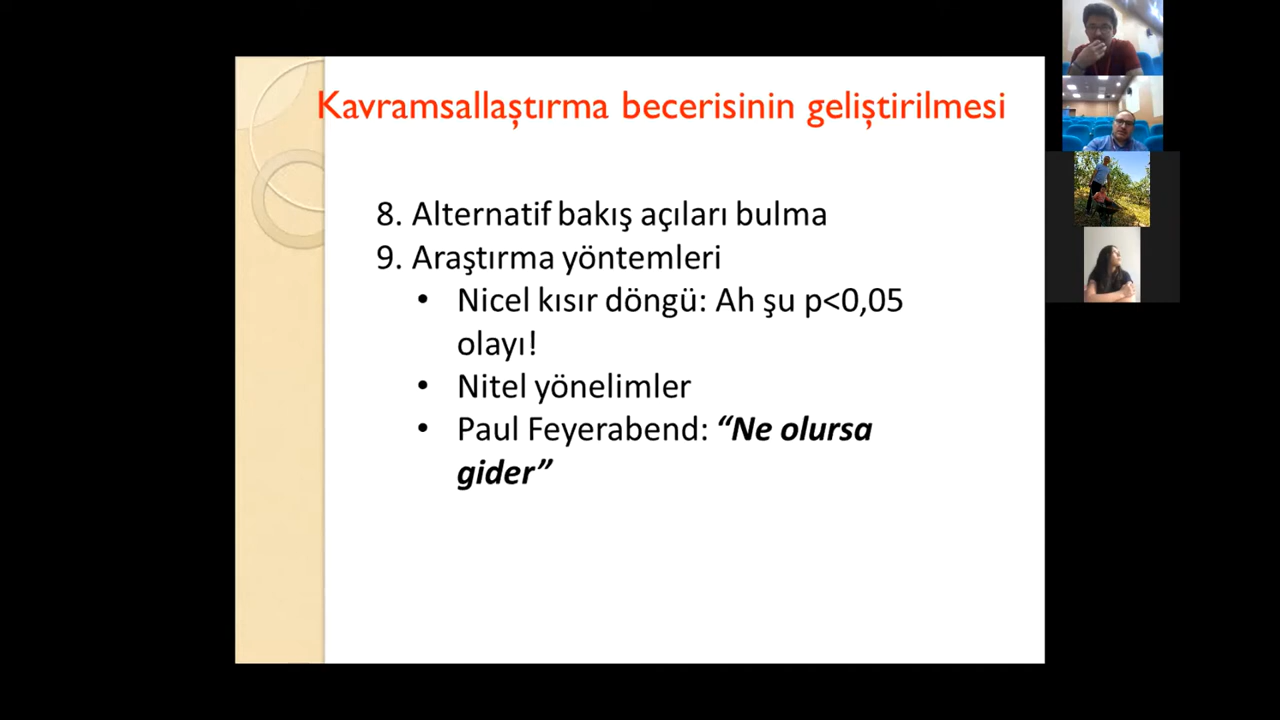 Kavramsallaştırma becerisinin geliştirilmesi
8. Alternatif bakış açıları bulma
9. Araştırma yöntemleri
• Nicel kısır döngü: Ah şu p<0,05
olayı!
• Nitel yönelimler
• Paul Feyerabend: “Ne olursa
gider”